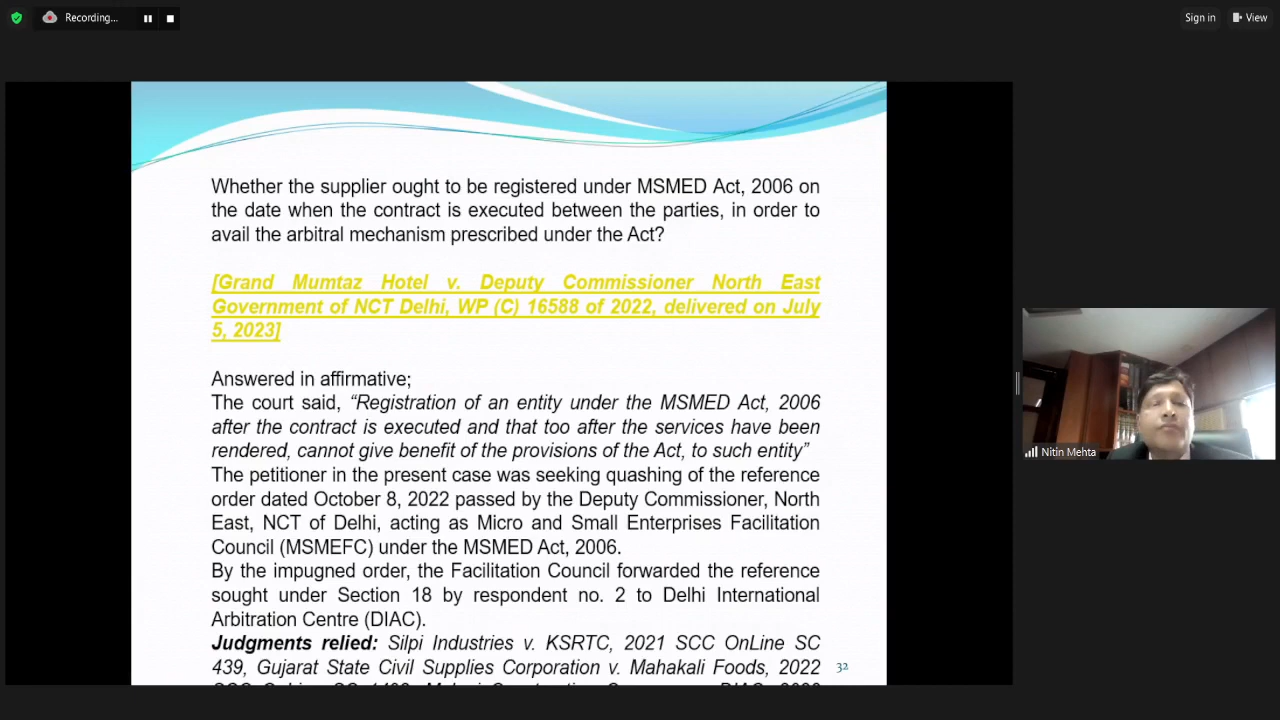 Recording...
Sign in
View
Whether the supplier ought to be registered under MSMED Act, 2006 on
the date when the contract is executed between the parties, in order to
avail the arbitral mechanism prescribed under the Act?
[Grand Mumtaz Hotel v. Deputy Commissioner North East
Government of NCT Delhi, WP (C) 16588 of 2022, delivered on July
5, 2023]
Answered in affirmative;
The court said, “Registration of an entity under the MSMED Act, 2006
after the contract is executed and that too after the services have been
rendered, cannot give benefit of the provisions of the Act, to such entity”
The petitioner in the present case was seeking quashing of the reference
order dated October 8, 2022 passed by the Deputy Commissioner, North
East, NCT of Delhi, acting as Micro and Small Enterprises Facilitation
Council (MSMEFC) under the MSMED Act, 2006.
By the impugned order, the Facilitation Council forwarded the reference
sought under Section 18 by respondent no. 2 to Delhi International
Arbitration Centre (DIAC).
Judgments relied: Silpi Industries v. KSRTC, 2021 SCC OnLine SC
439, Gujarat State Civil Supplies Corporation v. Mahakali Foods, 2022
32
Nitin Mehta